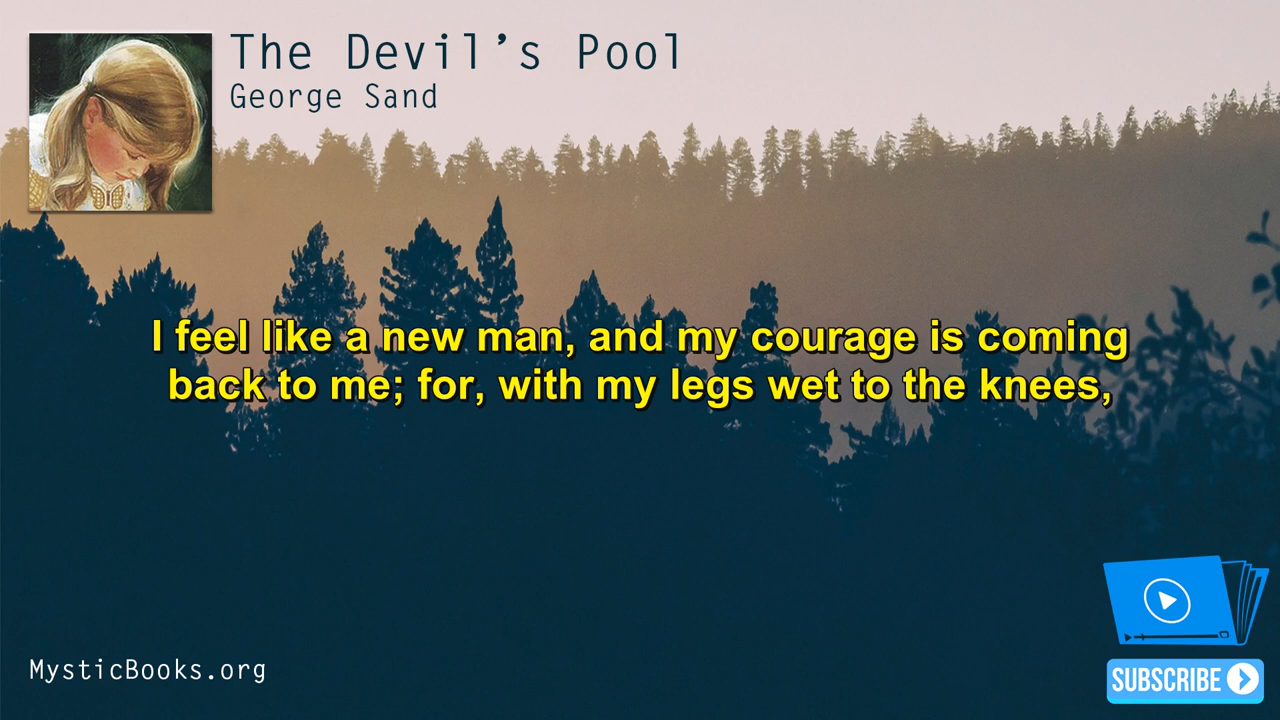 The Devil's Pool
George Sand
I feel like a new man, and my courage is coming
back to me; for, with my legs wet to the knees,
MysticBooks.org
SUBSCRIBE